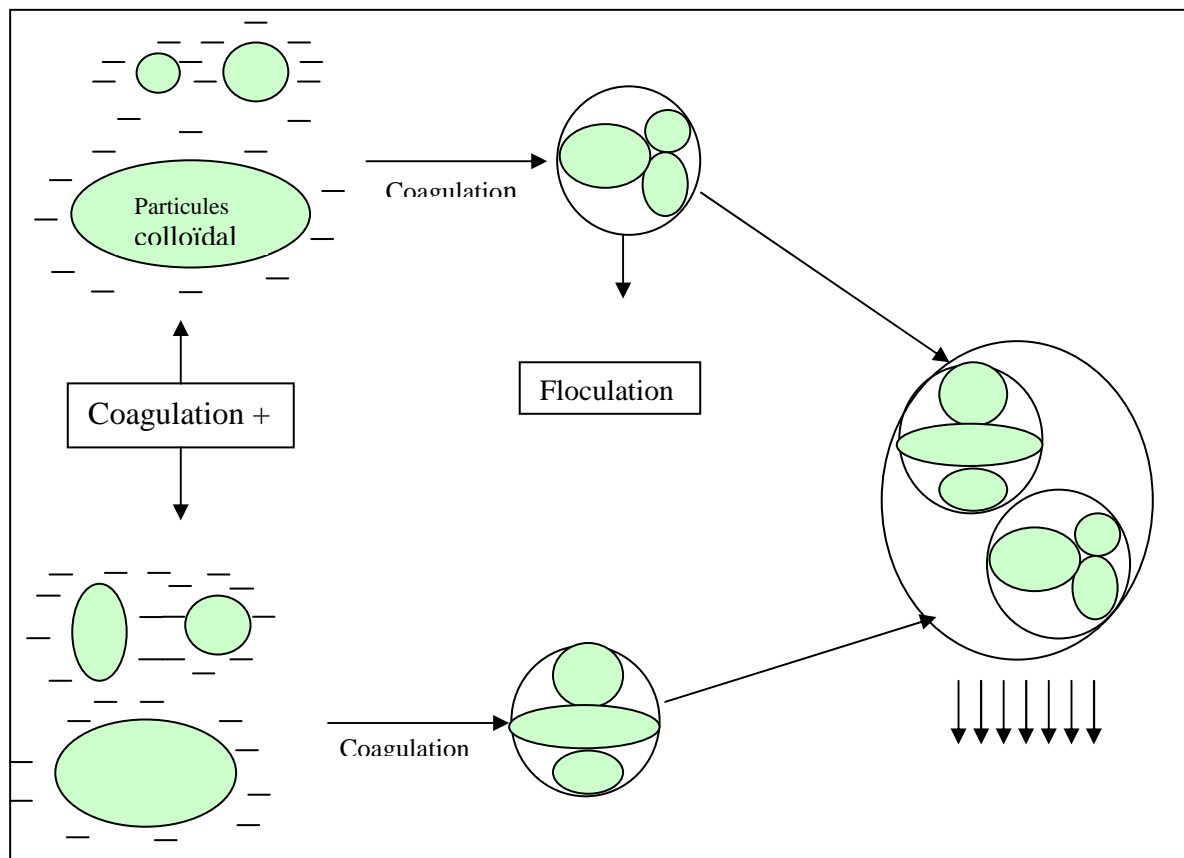 Coagulation
Particules
colloïdal
Coagulation +
Floculation
Coagulation